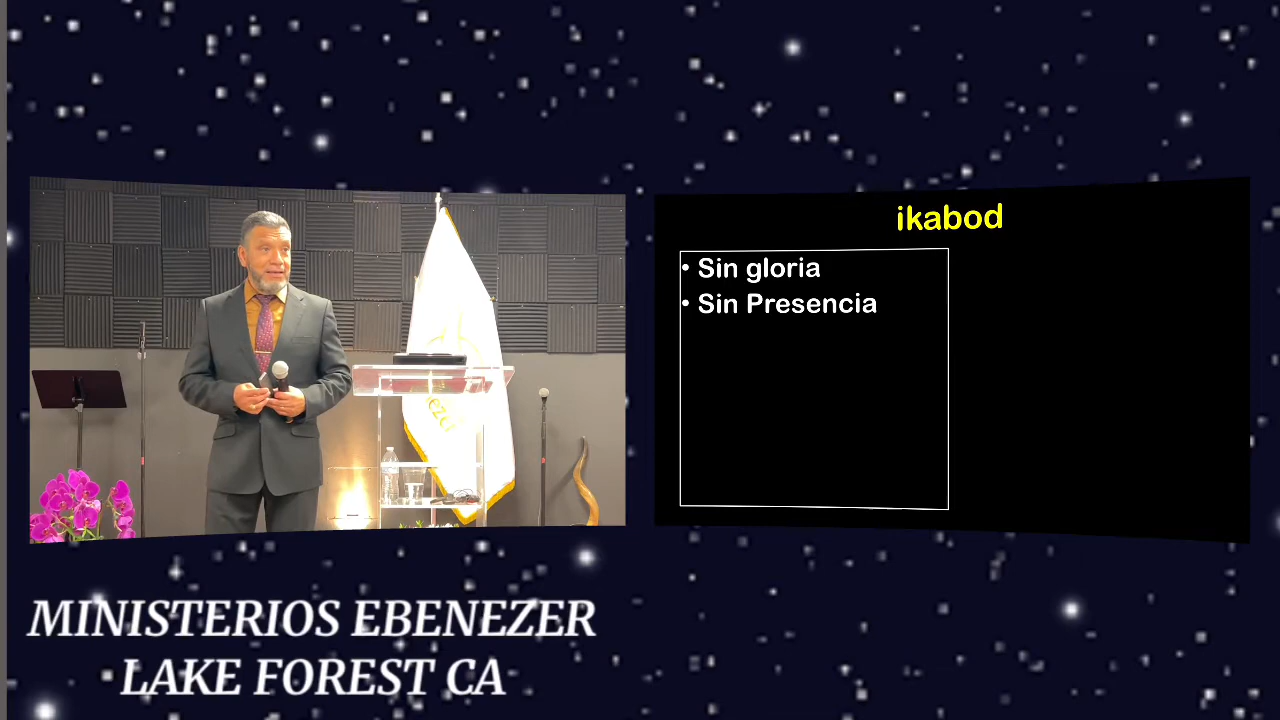 ikabod
• Sin gloria
• Sin Presencia
MINISTERIOS EBENEZER
LAKE FOREST CA